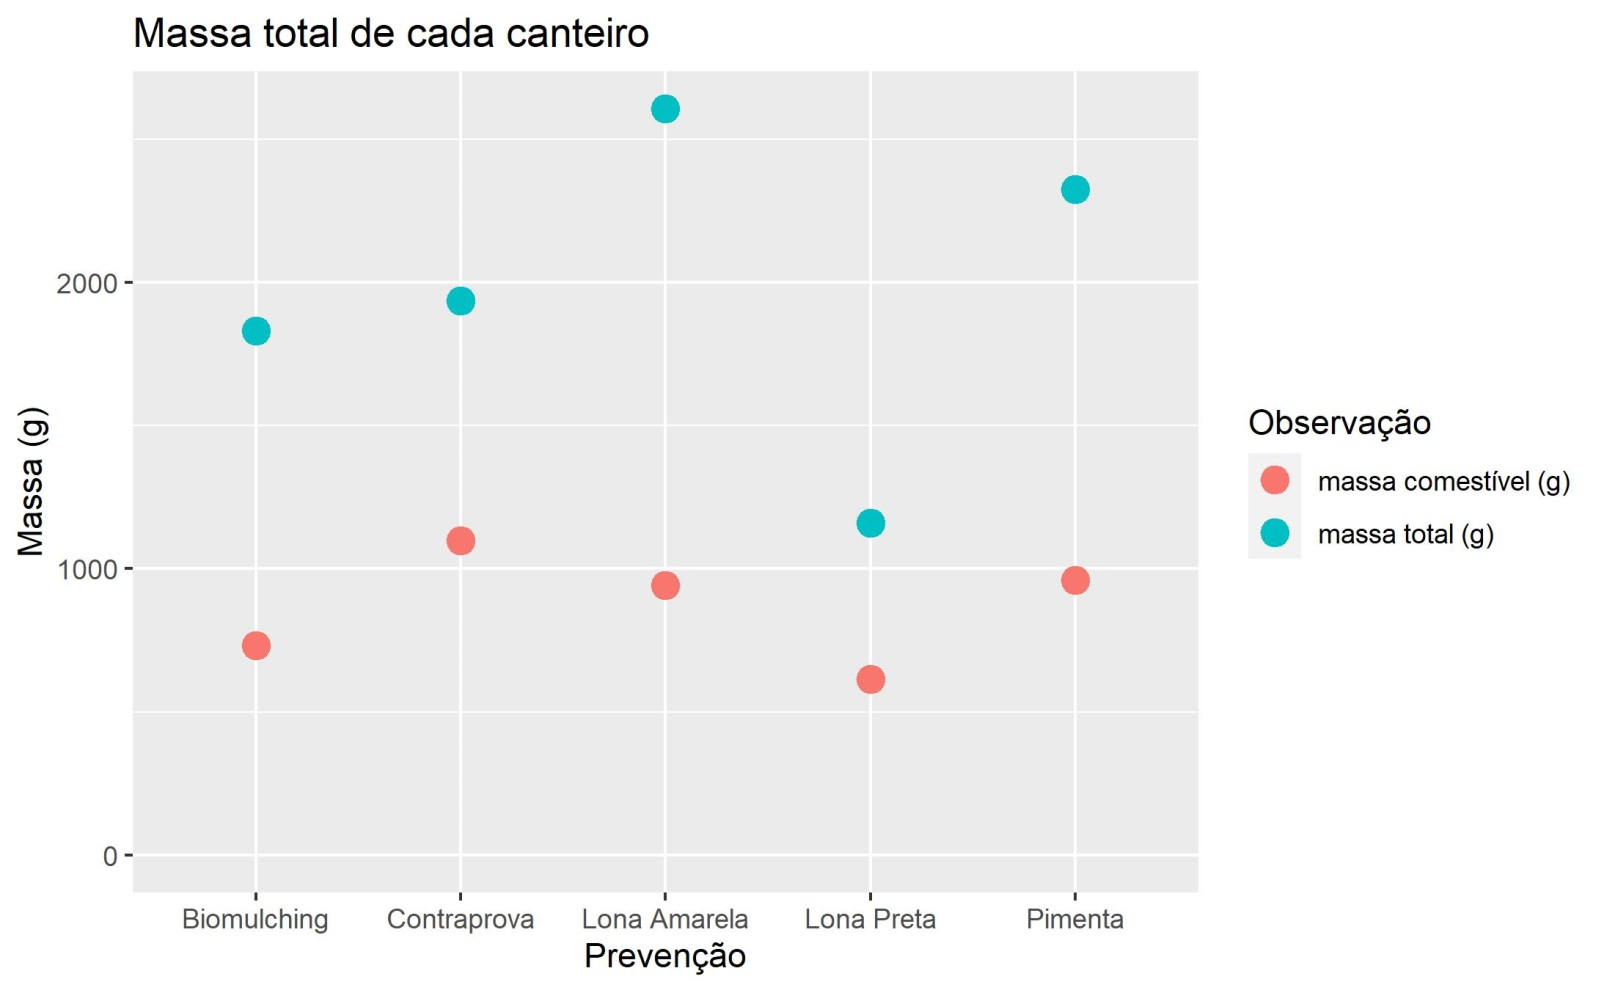 Massa total de cada canteiro
Massa (g)
2000
1000
0
Biomulching
Contraprova
Lona Amarela
Lona Preta
Pimenta
Prevenção
Observação
massa comestível (g)
massa total (g)